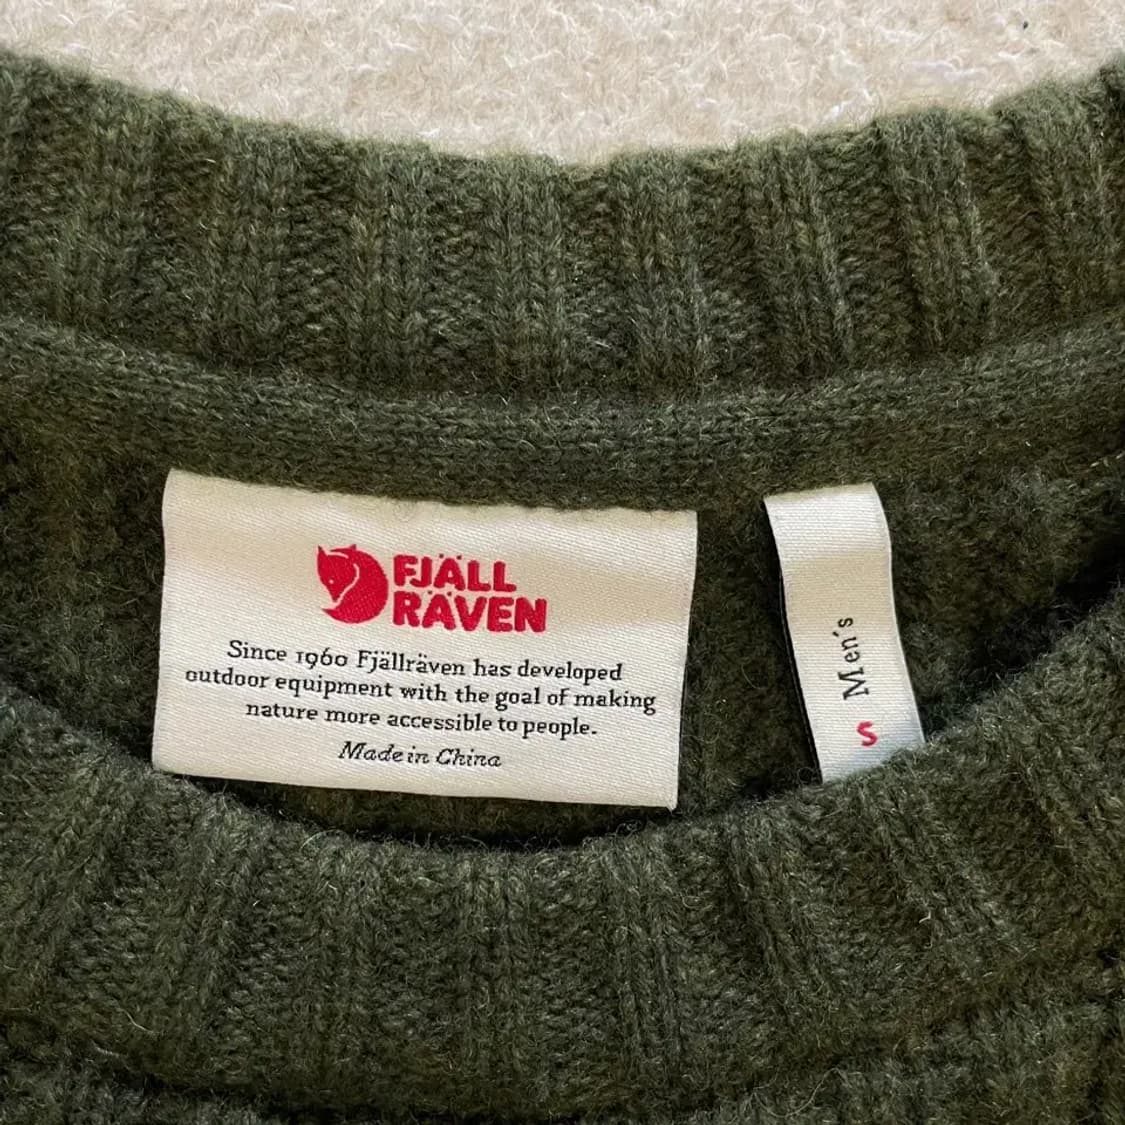 FJÄLL
RÄVEN
Since 1960 Fjällräven has developed
outdoor equipment with the goal of making
nature more accessible to people.
Made in China
Men's
S